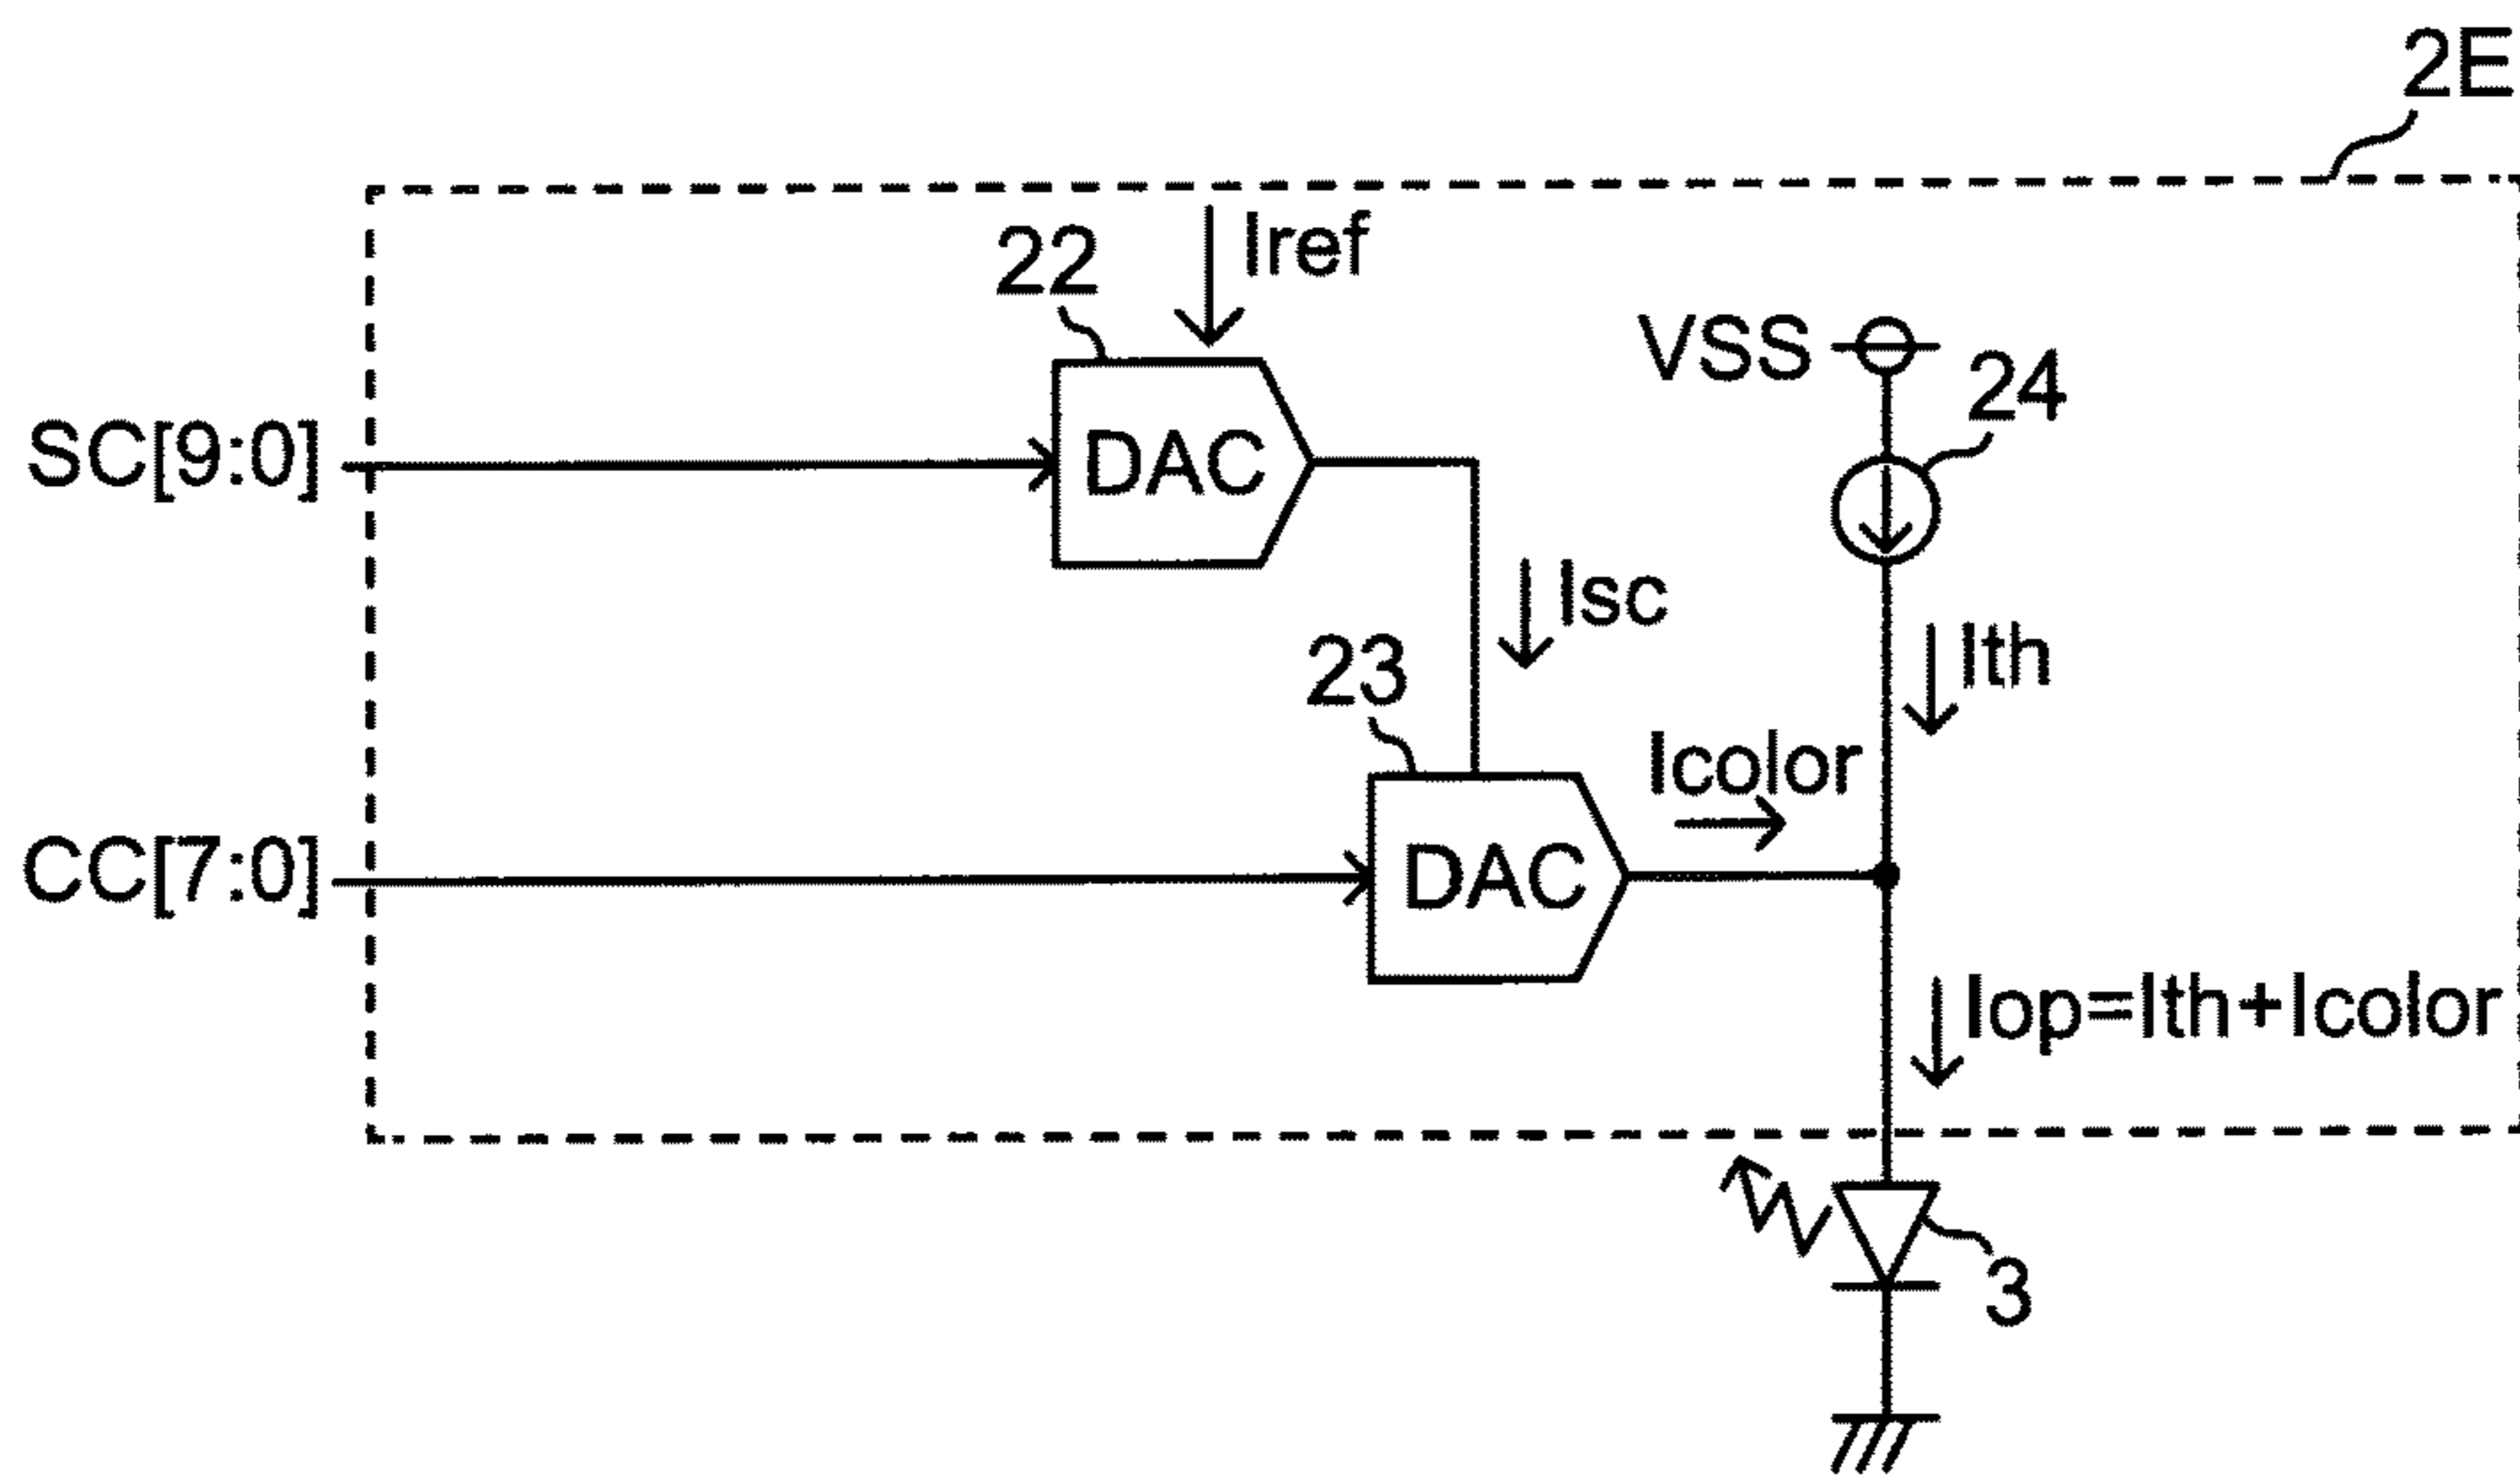 2E
Iref
22
VSS
24
SC[9:0]
DAC
Isc
Ith
23
Icolor
CC[7:0]
DAC
Iop=Ith+Icolor
3